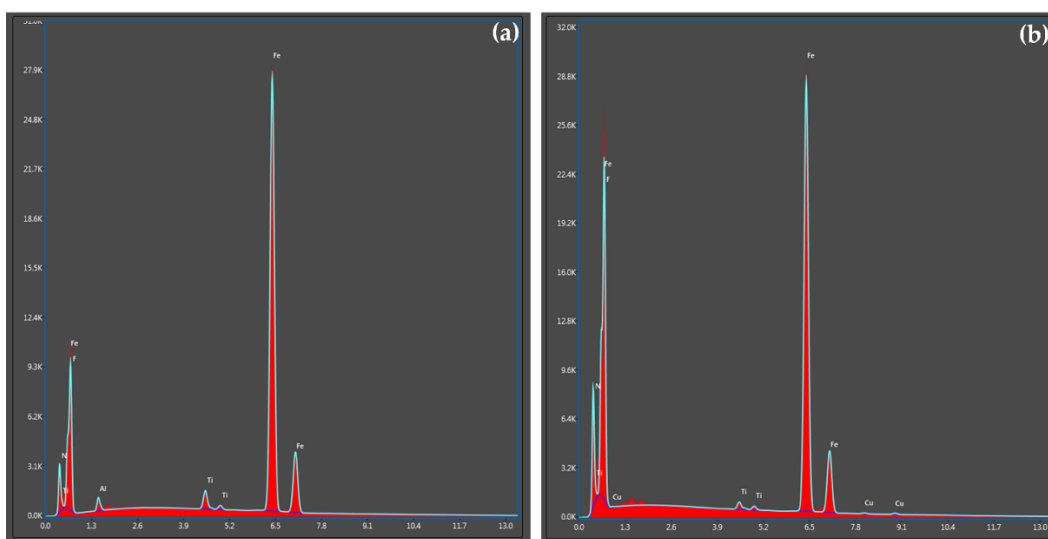 (a)
31.0K
27.9K
24.8K
21.7K
18.6K
15.5K
12.4K
9.3K
6.2K
3.1K
0.0K
Fe
Fe
F
N
Ti
Al
Ti
Ti
Fe
0.0 1.3 2.6 3.9 5.2 6.5 7.8 9.1 10.4 11.7 13.0
(b)
32.0K
28.8K
25.6K
22.4K
19.2K
16.0K
12.8K
9.6K
6.4K
3.2K
0.0K
Fe
Fe
F
N
Ti
Cu
Ti
Ti
Fe
Cu
Cu
0.0 1.3 2.6 3.9 5.2 6.5 7.8 9.1 10.4 11.7 13.0